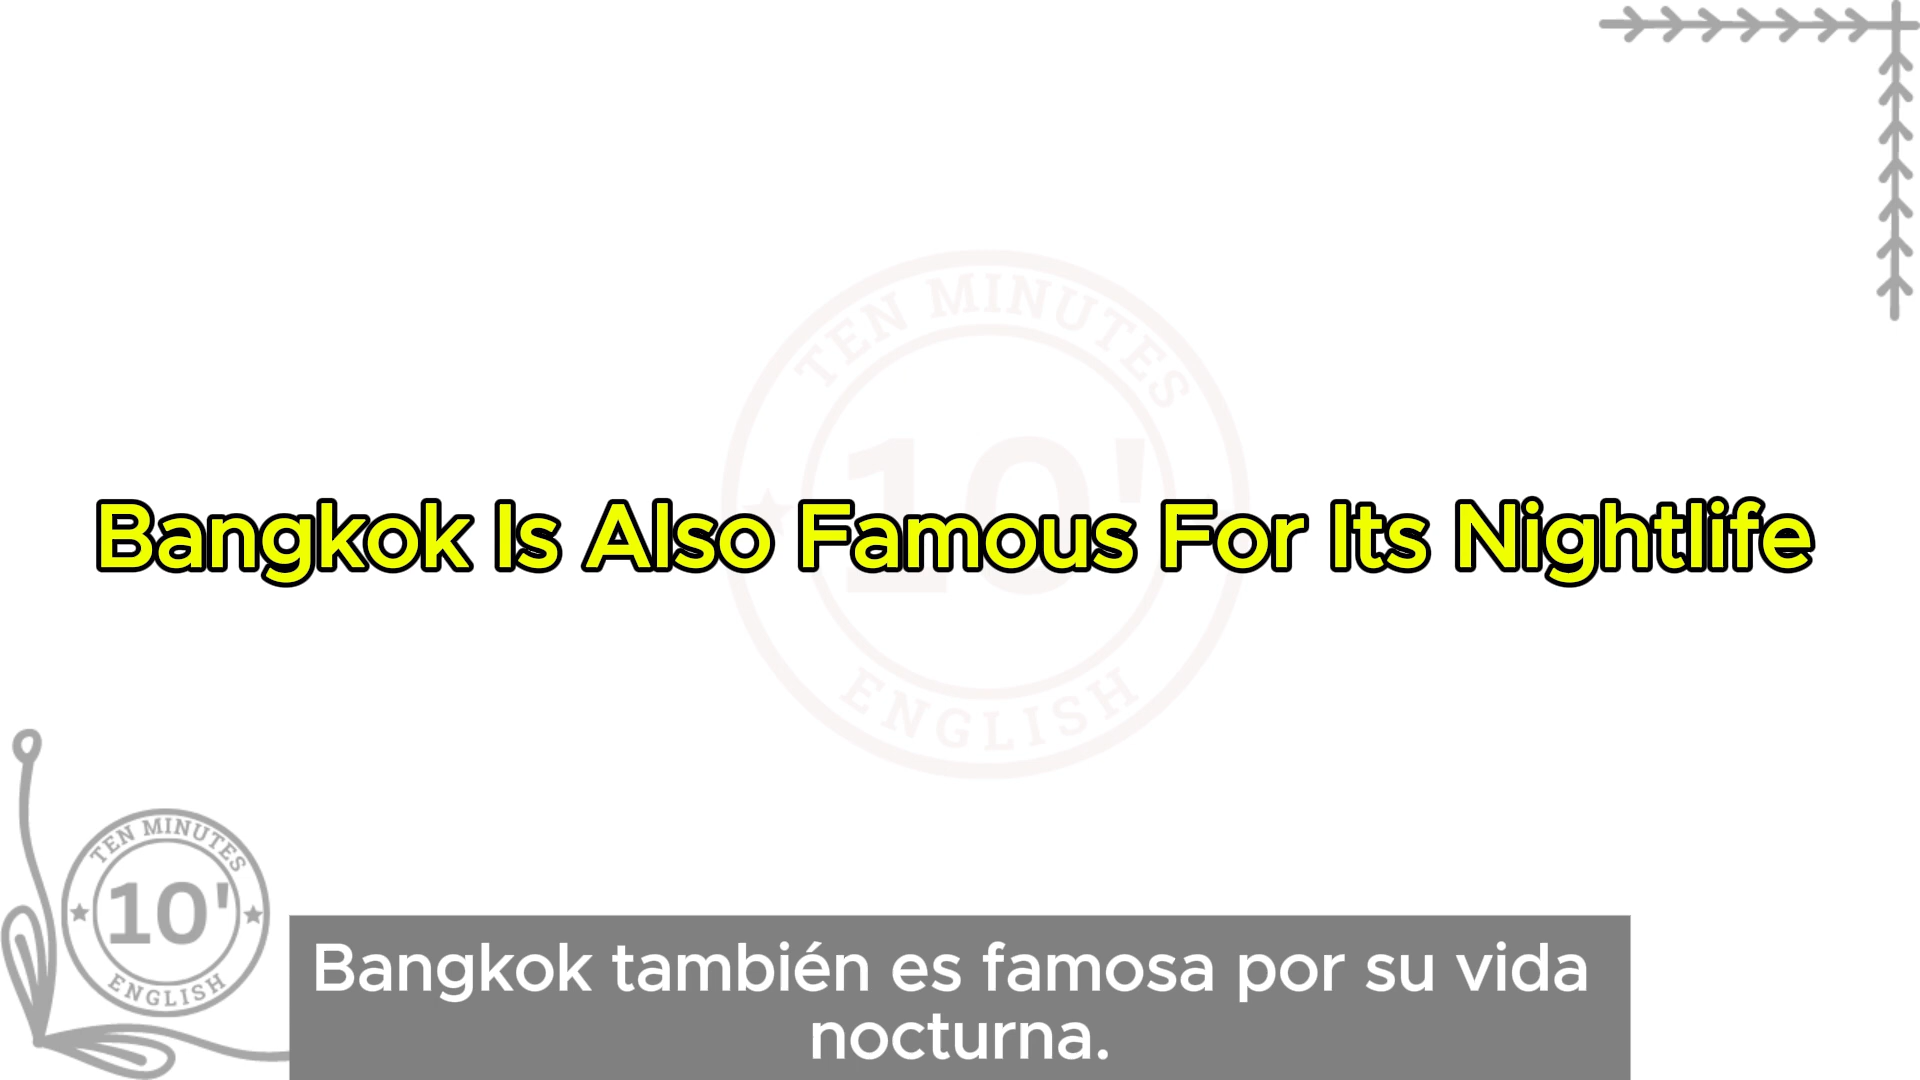 TEN MINUTES
10'
ENGLISH
Bangkok Is Also Famous For Its Nightlife
TEN MINUTES
10'
ENGLISH
Bangkok también es famosa por su vida
nocturna.